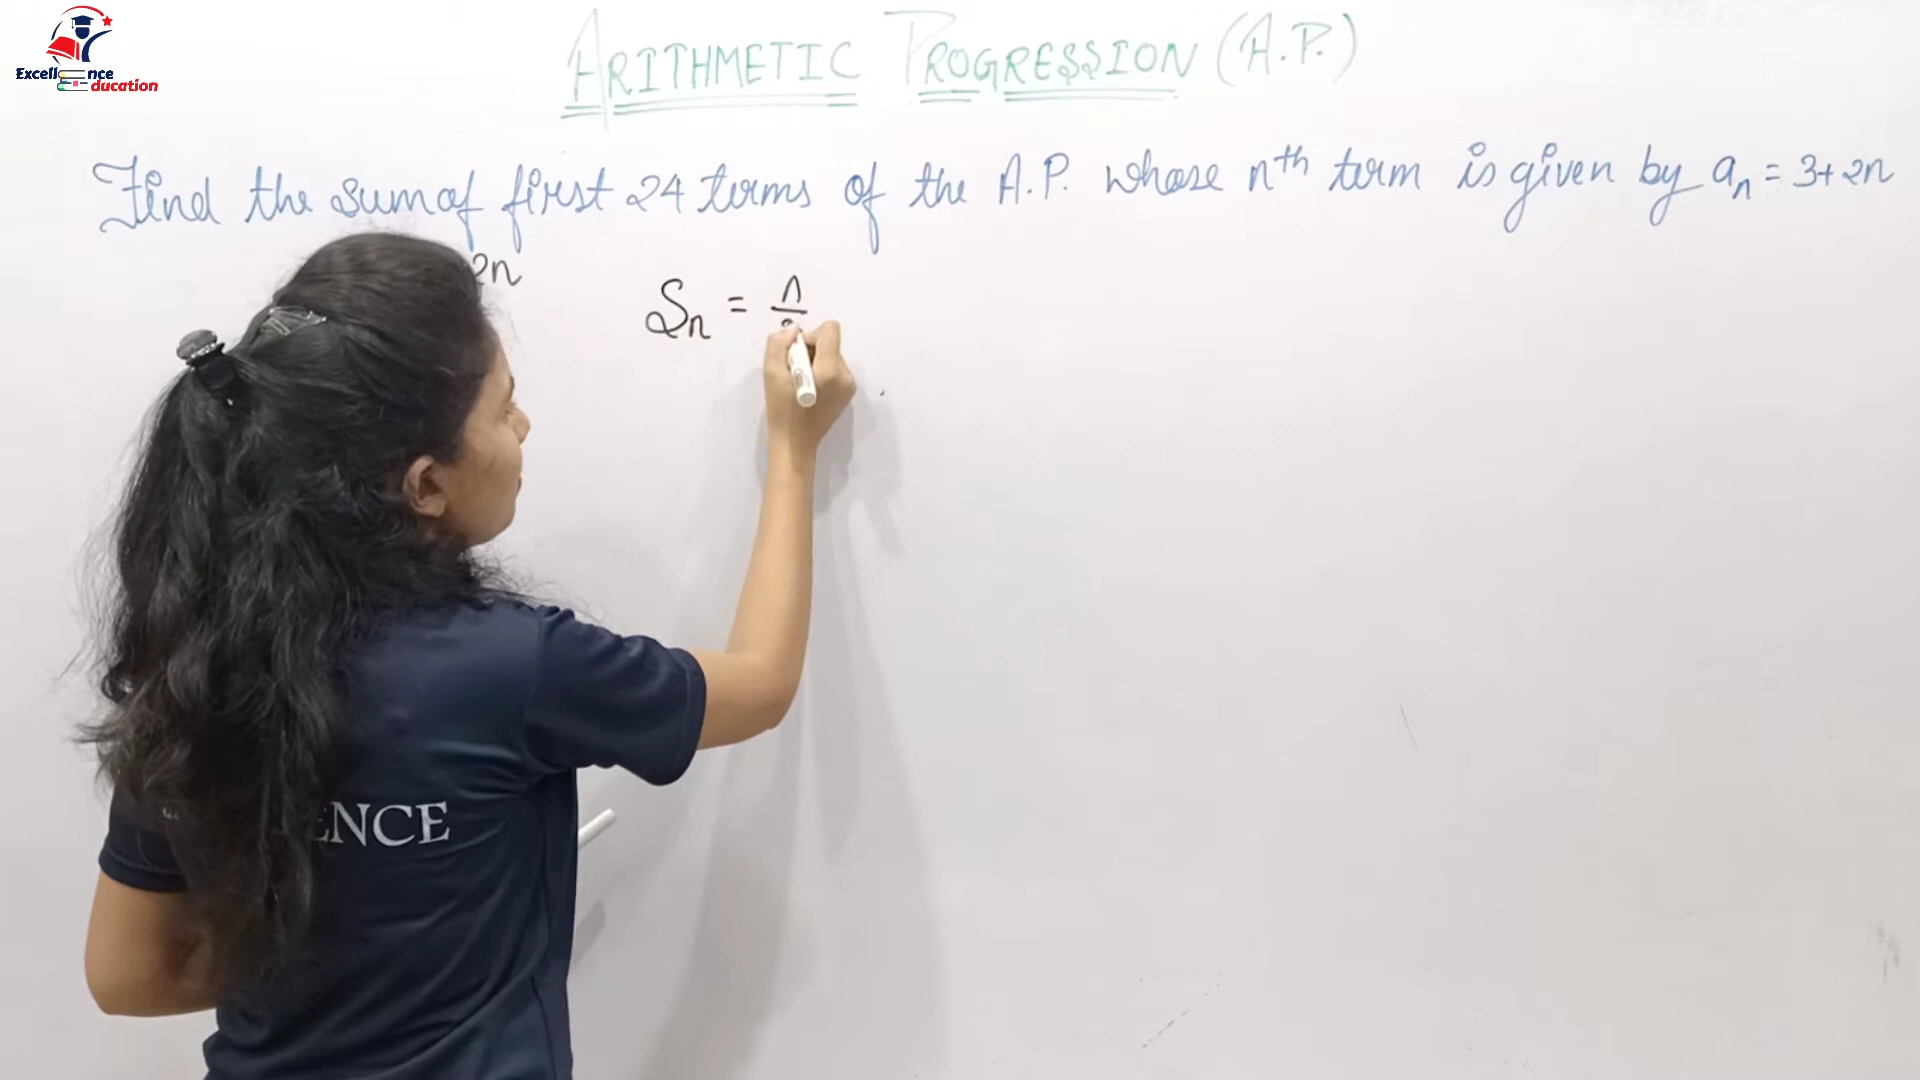 Excellence
Education
ARITHMETIC PROGRESSION (A.P.)
Find the sum of first 24 terms of the A.P. whose nth term is given by an = 3+2n
2n
Sn = n/2
ENCE